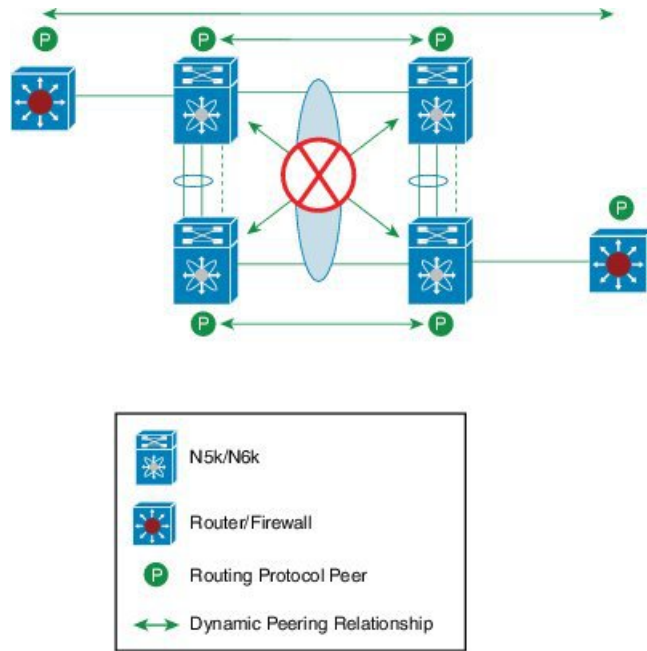 P
P
P
P
P
P
N5k/N6k
Router/Firewall
P
Routing Protocol Peer
Dynamic Peering Relationship